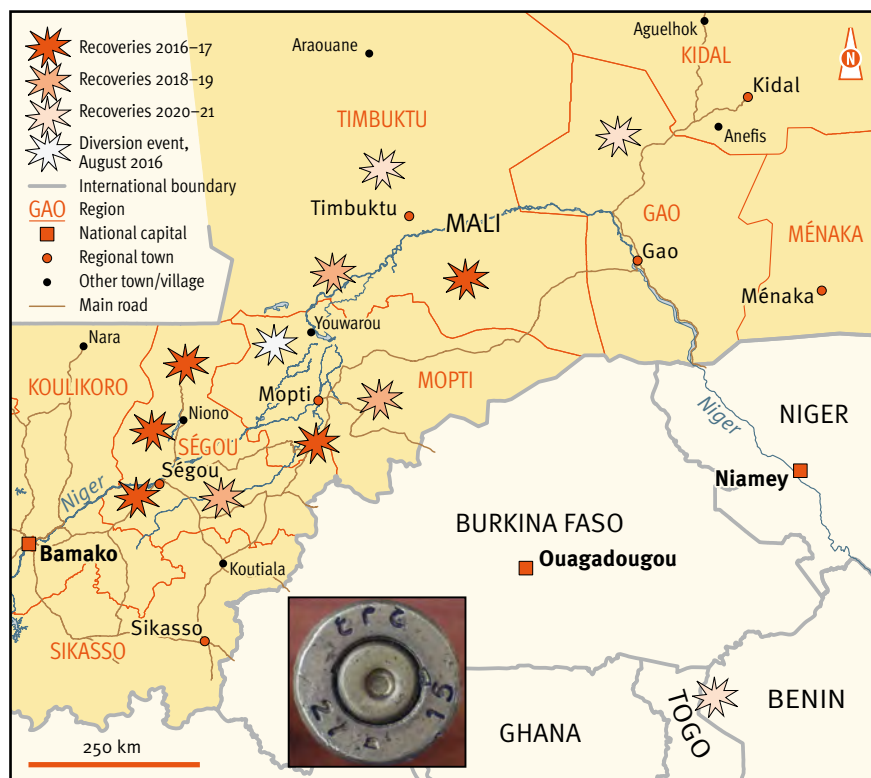 Recoveries 2016–17
Recoveries 2018–19
Recoveries 2020–21
Diversion event,
August 2016
International boundary
GAO Region
National capital
Regional town
Other town/village
Main road
N
Araouane
Aguelhok
KIDAL
Kidal
Anefis
TIMBUKTU
Timbuktu
MALI
GAO
Gao
MÉNAKA
Ménaka
Nara
Youwarou
KOULIKORO
Mopti
MOPTI
Niono
SÉGOU
Ségou
Niger
Niger
NIGER
Niamey
Bamako
BURKINA FASO
Ouagadougou
Koutiala
Sikasso
SIKASSO
15
TOGO
BENIN
GHANA
250 km